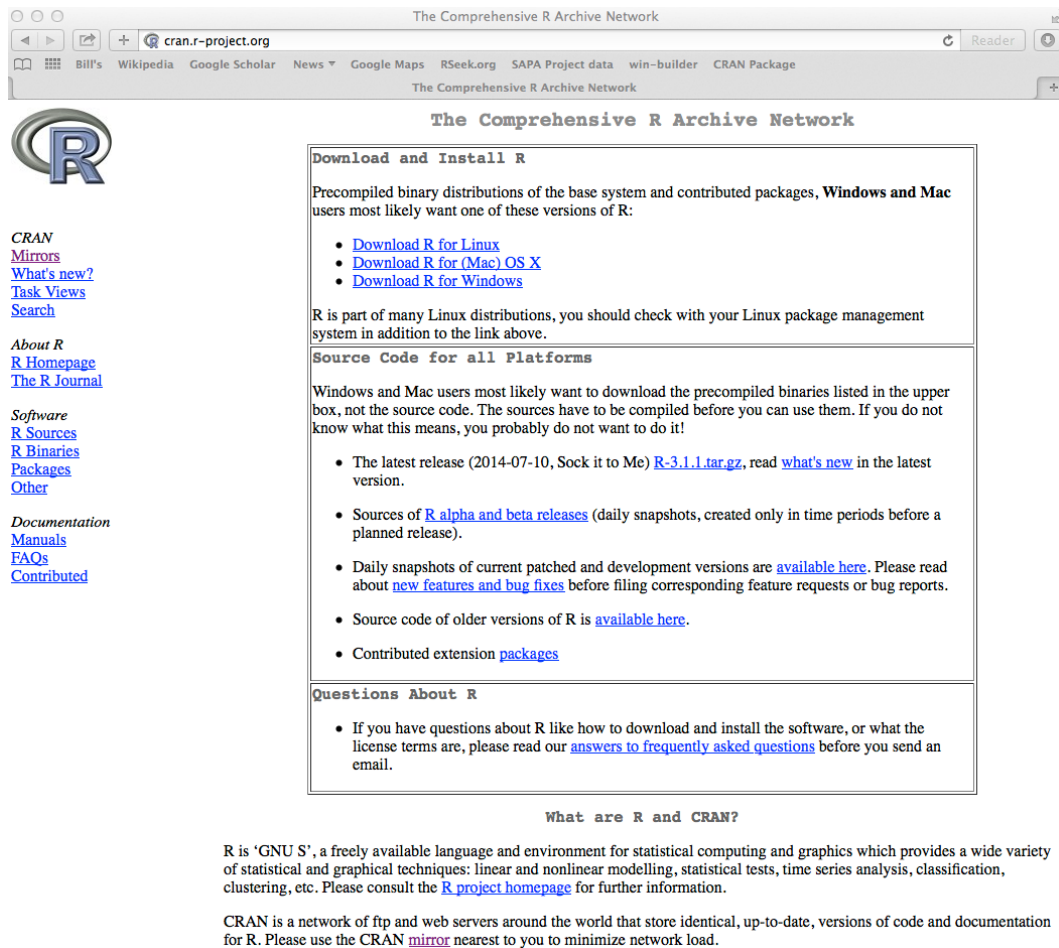 The Comprehensive R Archive Network
cran.r-project.org
Reader
Bill's Wikipedia Google Scholar News Google Maps RSeek.org SAPA Project data win-builder CRAN Package
The Comprehensive R Archive Network
R
CRAN
Mirrors
What's new?
Task Views
Search
About R
R Homepage
The R Journal
Software
R Sources
R Binaries
Packages
Other
Documentation
Manuals
FAQs
Contributed
The Comprehensive R Archive Network
Download and Install R
Precompiled binary distributions of the base system and contributed packages, Windows and Mac
users most likely want one of these versions of R:
• Download R for Linux
• Download R for (Mac) OS X
• Download R for Windows
R is part of many Linux distributions, you should check with your Linux package management
system in addition to the link above.
Source Code for all Platforms
Windows and Mac users most likely want to download the precompiled binaries listed in the upper
box, not the source code. The sources have to be compiled before you can use them. If you do not
know what this means, you probably do not want to do it!
• The latest release (2014-07-10, Sock it to Me) R-3.1.1.tar.gz, read what's new in the latest
version.
• Sources of R alpha and beta releases (daily snapshots, created only in time periods before a
planned release).
• Daily snapshots of current patched and development versions are available here. Please read
about new features and bug fixes before filing corresponding feature requests or bug reports.
• Source code of older versions of R is available here.
• Contributed extension packages
Questions About R
• If you have questions about R like how to download and install the software, or what the
license terms are, please read our answers to frequently asked questions before you send an
email.
What are R and CRAN?
R is ‘GNU S’, a freely available language and environment for statistical computing and graphics which provides a wide variety
of statistical and graphical techniques: linear and nonlinear modelling, statistical tests, time series analysis, classification,
clustering, etc. Please consult the R project homepage for further information.
CRAN is a network of ftp and web servers around the world that store identical, up-to-date, versions of code and documentation
for R. Please use the CRAN mirror nearest to you to minimize network load.